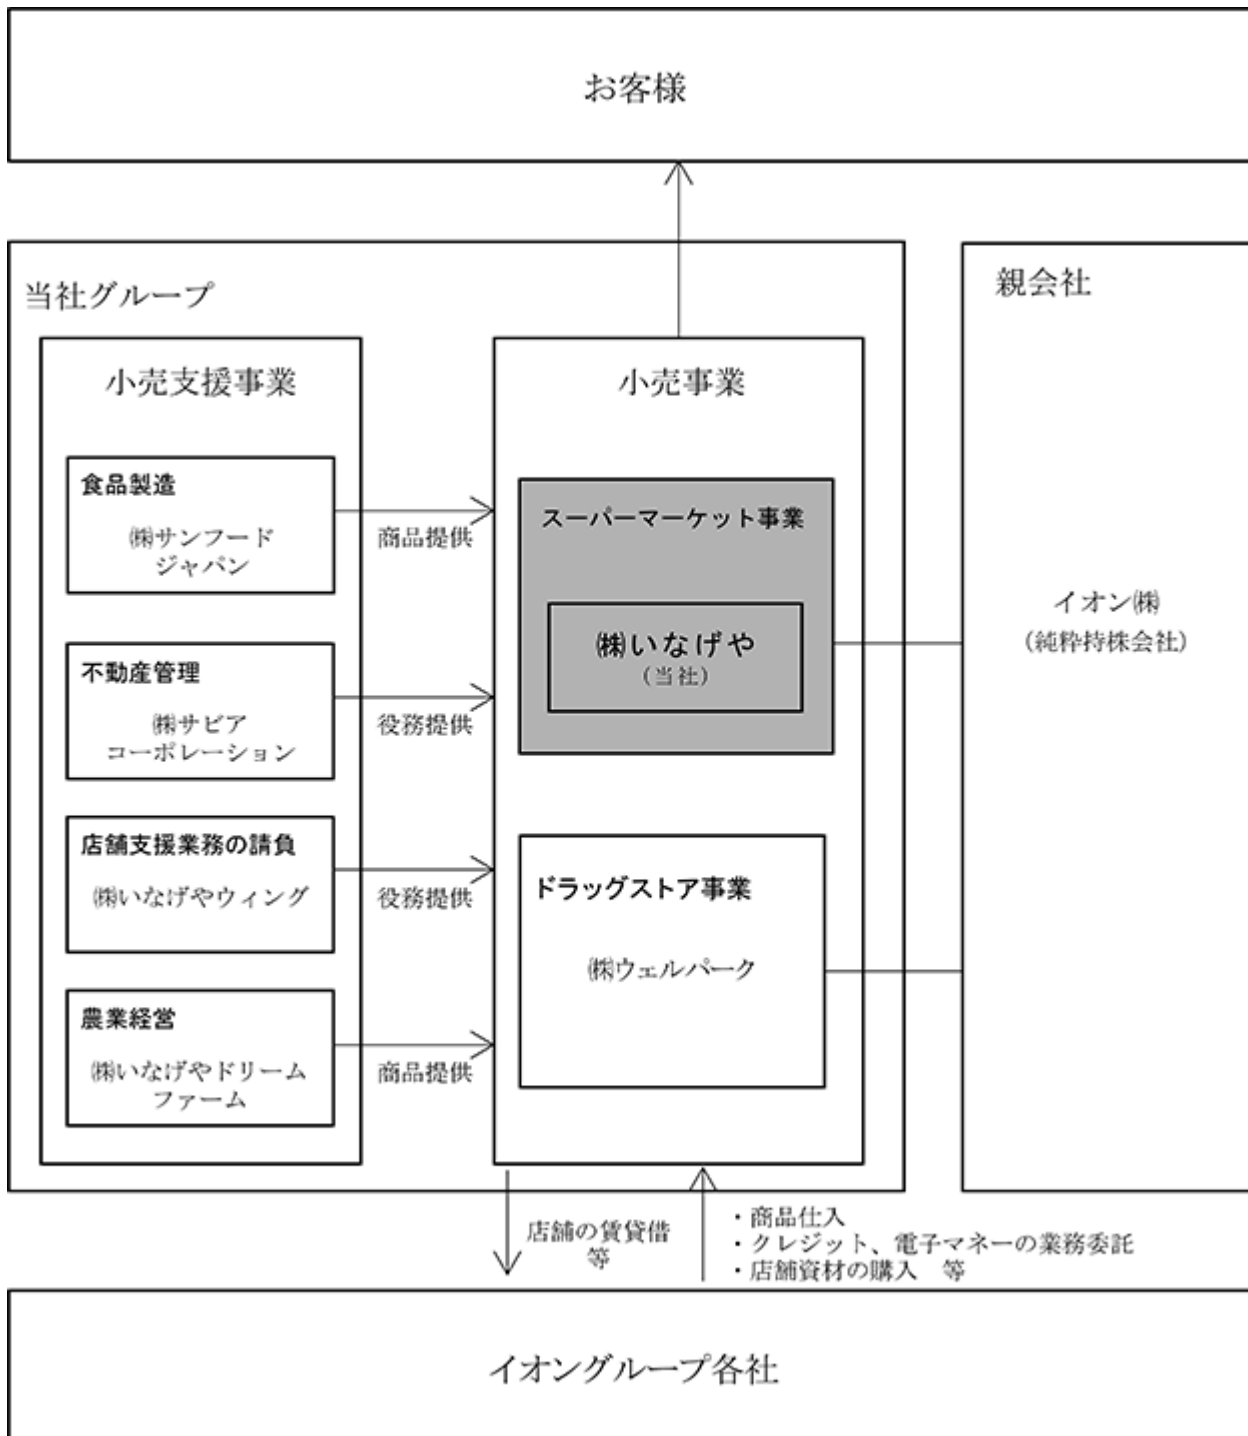 お客様
当社グループ
小売支援事業
食品製造
㈱サンフード
ジャパン
商品提供
不動産管理
㈱サビア
コーポレーション
役務提供
店舗支援業務の請負
㈱いなげやウィング
役務提供
農業経営
㈱いなげやドリーム
ファーム
商品提供
小売事業
スーパーマーケット事業
㈱いなげや
(当社)
ドラッグストア事業
㈱ウェルパーク
親会社
イオン㈱
(純粋持株会社)
店舗の賃貸借
等
・商品仕入
・クレジット、電子マネーの業務委託
・店舗資材の購入　等
イオングループ各社